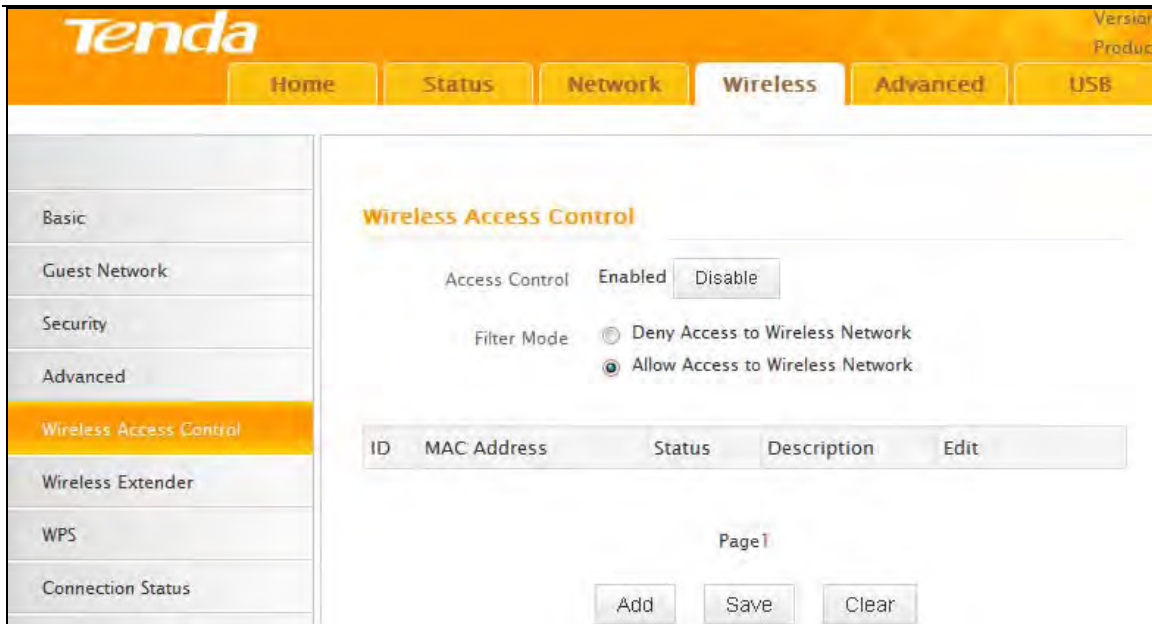 Tenda
Version
Produc
Home Status Network Wireless Advanced USB
Basic
Guest Network
Security
Advanced
Wireless Access Control
Wireless Extender
WPS
Connection Status
Wireless Access Control
Access Control Enabled Disable
Filter Mode Deny Access to Wireless Network
Allow Access to Wireless Network
ID MAC Address Status Description Edit
Page1
Add Save Clear